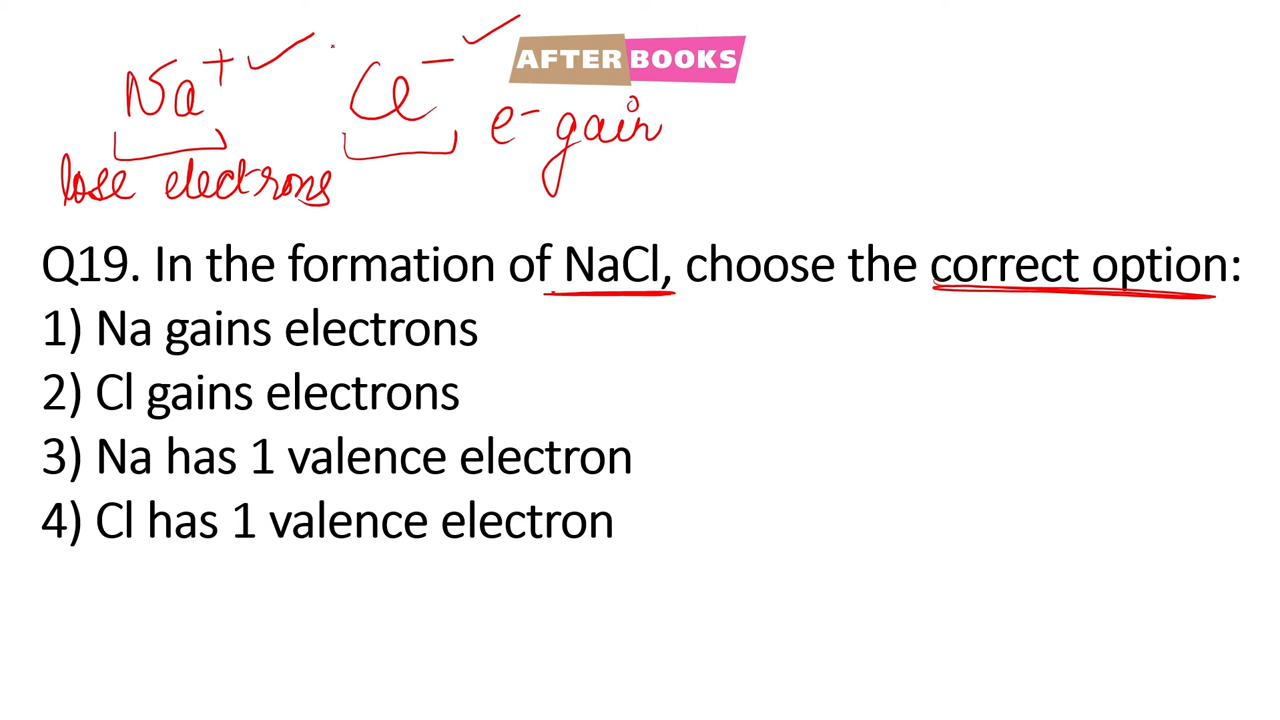 Na+ Cl-
AFTER BOOKS
e- gain
lose electrons
Q19. In the formation of NaCl, choose the correct option:
1) Na gains electrons
2) Cl gains electrons
3) Na has 1 valence electron
4) Cl has 1 valence electron